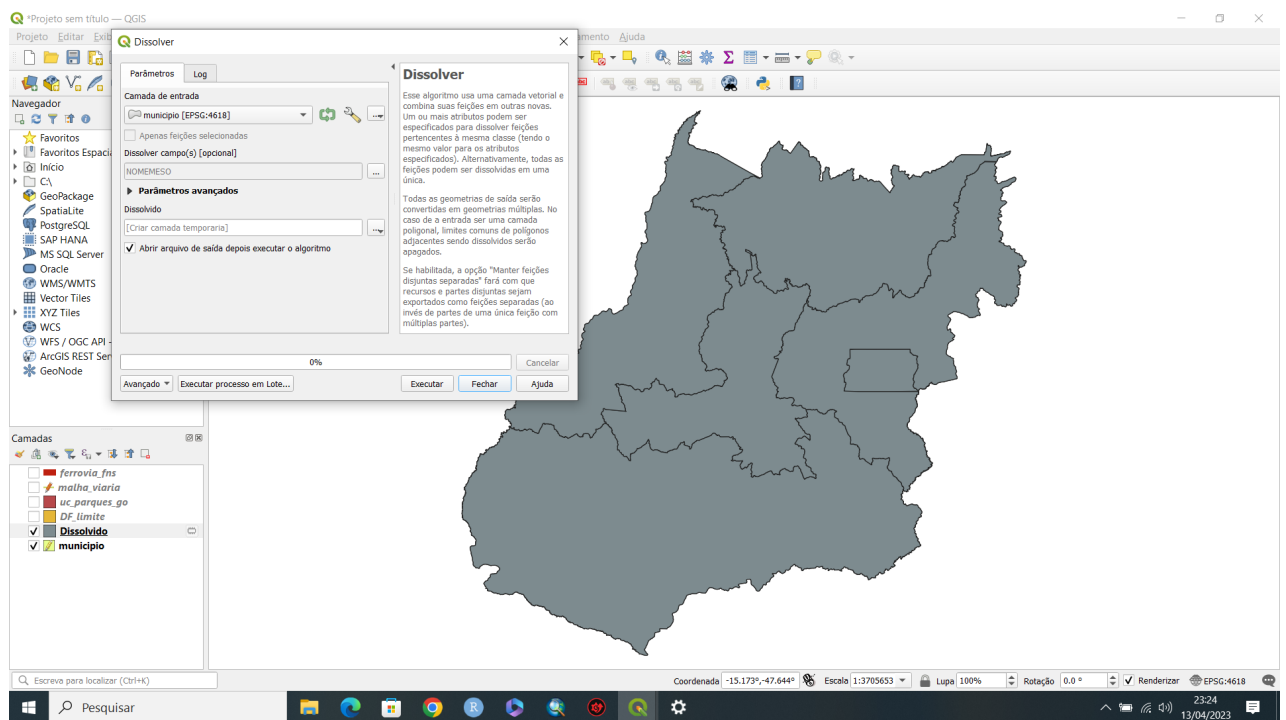 *Projeto sem título — QGIS
Projeto Editar Exib
amento Ajuda
Dissolver
Parâmetros Log
Camada de entrada
municipio [EPSG:4618]
Apenas feições selecionadas
Dissolver campo(s) [opcional]
NOMEMESO
...
Parâmetros avançados
Dissolvido
[Criar camada temporaria]
Abrir arquivo de saída depois executar o algoritmo
Dissolver
Esse algoritmo usa uma camada vetorial e
combina suas feições em outras novas.
Um ou mais atributos podem ser
especificados para dissolver feições
pertencentes à mesma classe (tendo o
mesmo valor para os atributos
especificados). Alternativamente, todas as
feições podem ser dissolvidas em uma
única.
Todas as geometrias de saída serão
convertidas em geometrias múltiplas. No
caso de a entrada ser uma camada
poligonal, limites comuns de polígonos
adjacentes sendo dissolvidos serão
apagados.
Se habilitada, a opção "Manter feições
disjuntas separadas" fará com que
recursos e partes disjuntas sejam
exportados como feições separadas (ao
invés de partes de uma única feição com
múltiplas partes).
0%
Cancelar
Avançado
Executar processo em Lote...
Executar
Fechar
Ajuda
Navegador
Favoritos
Favoritos Espaci
Início
C:\
GeoPackage
SpatiaLite
PostgreSQL
SAP HANA
MS SQL Server
Oracle
WMS/WMTS
Vector Tiles
XYZ Tiles
WCS
WFS / OGC API -
ArcGIS REST Ser
GeoNode
Camadas
ferrovia_fns
malha_viaria
uc_parques_go
DF_limite
Dissolvido
municipio
Escreva para localizar (Ctrl+K)
Coordenada -15.173°,-47.644° Escala 1:3705653 Lupa 100% Rotação 0.0 ° Renderizar EPSG:4618
Pesquisar
23:24
13/04/2023